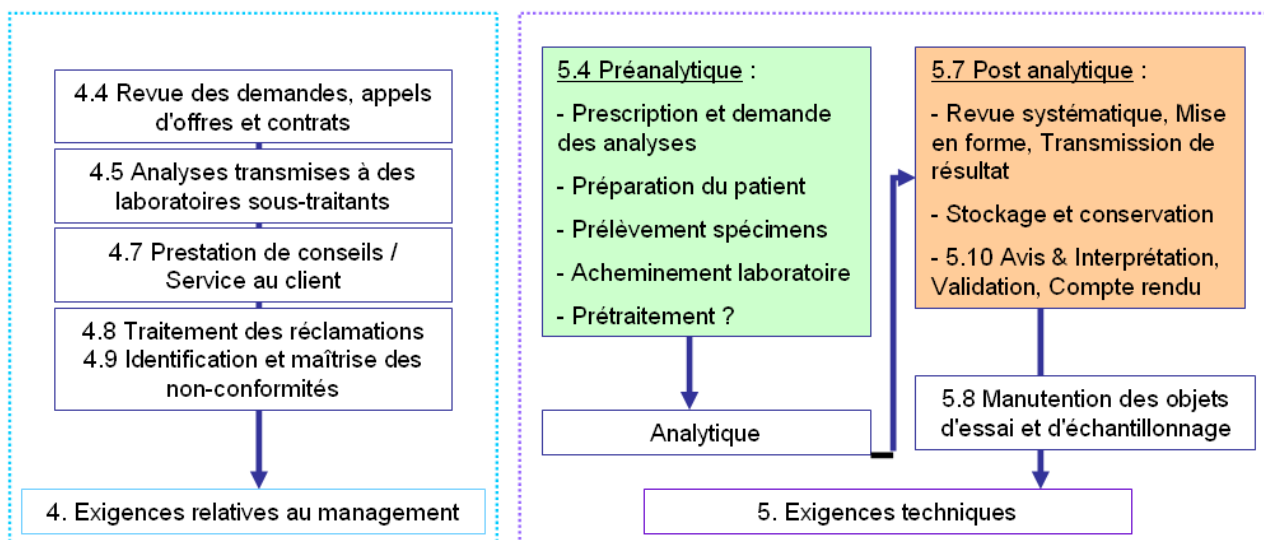 4.4 Revue des demandes, appels
d'offres et contrats
4.5 Analyses transmises à des
laboratoires sous-traitants
4.7 Prestation de conseils /
Service au client
4.8 Traitement des réclamations
4.9 Identification et maîtrise des
non-conformités
4. Exigences relatives au management
5.4 Préanalytique :
- Prescription et demande
des analyses
- Préparation du patient
- Prélèvement spécimens
- Acheminement laboratoire
- Prétraitement ?
Analytique
5.7 Post analytique :
- Revue systématique, Mise
en forme, Transmission de
résultat
- Stockage et conservation
- 5.10 Avis & Interprétation,
Validation, Compte rendu
5.8 Manutention des objets
d'essai et d'échantillonnage
5. Exigences techniques